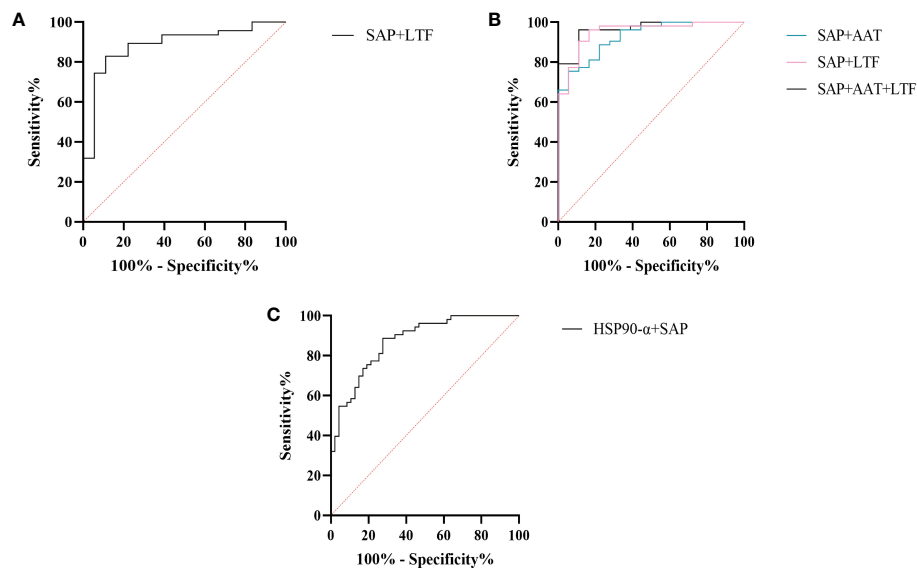 A
100
80
60
40
20
0
Sensitivity%
0 20 40 60 80 100
100% - Specificity%
SAP+LTF
B
100
80
60
40
20
0
Sensitivity%
0 20 40 60 80 100
100% - Specificity%
SAP+AAT
SAP+LTF
SAP+AAT+LTF
C
100
80
60
40
20
0
Sensitivity%
0 20 40 60 80 100
100% - Specificity%
HSP90-α+SAP